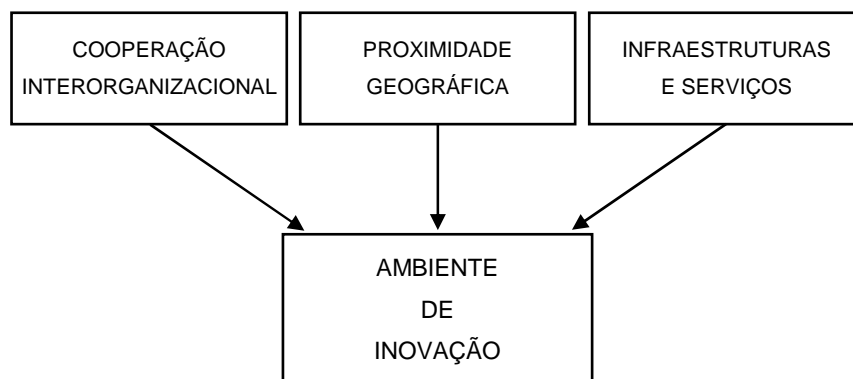 COOPERAÇÃO
INTERORGANIZACIONAL
PROXIMIDADE
GEOGRÁFICA
INFRAESTRUTURAS
E SERVIÇOS
AMBIENTE
DE
INOVAÇÃO